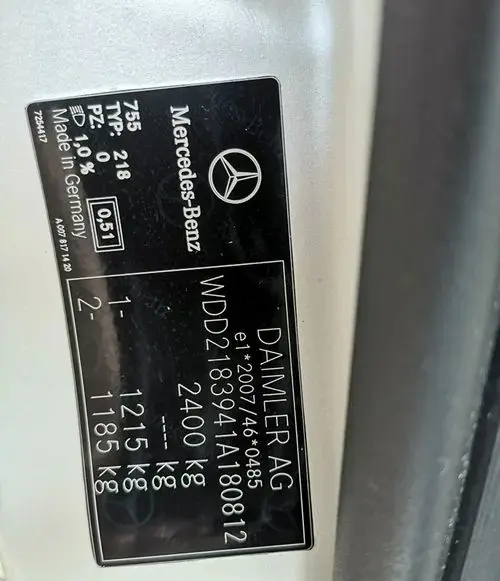 Mercedes-Benz
755
TYP: 218
PZ: 0
1,0 %
Made in Germany
0,51
7254417
A 007 817 14 20
DAIMLER AG
e1*2007/46*0485
WDD2183941A180812
2400 kg
---- kg
1- 1215 kg
2- 1185 kg